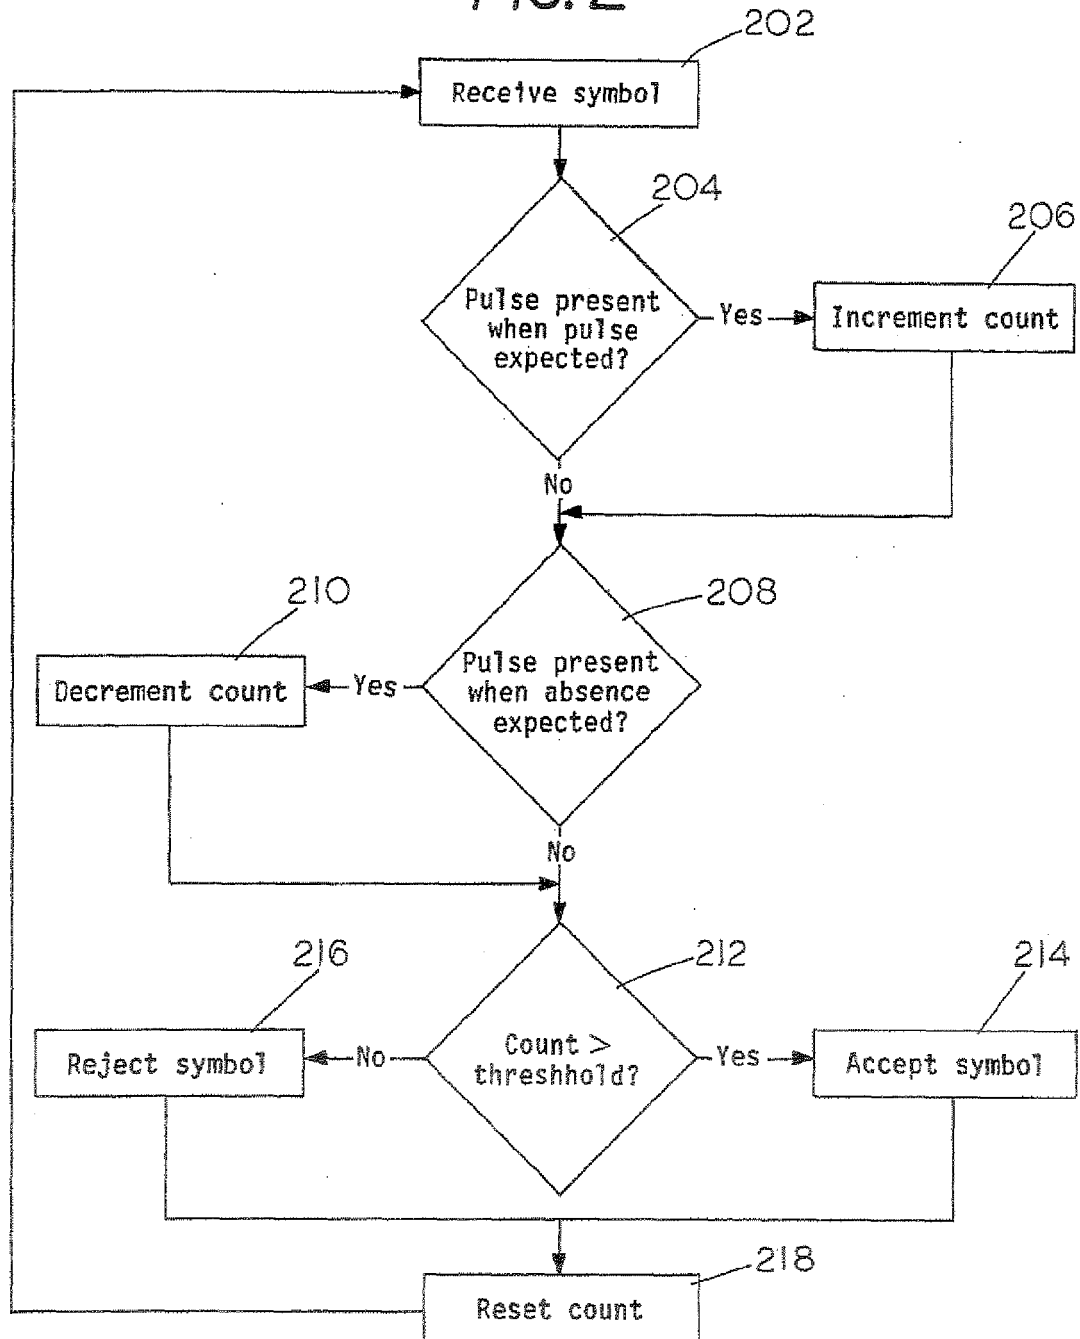 FIG. 2
202
Receive symbol
204
206
Pulse present
when pulse
expected?
Yes
Increment count
No
210
208
Decrement count
Yes
Pulse present
when absence
expected?
No
216
212
214
Reject symbol
No
Count >
threshhold?
Yes
Accept symbol
218
Reset count